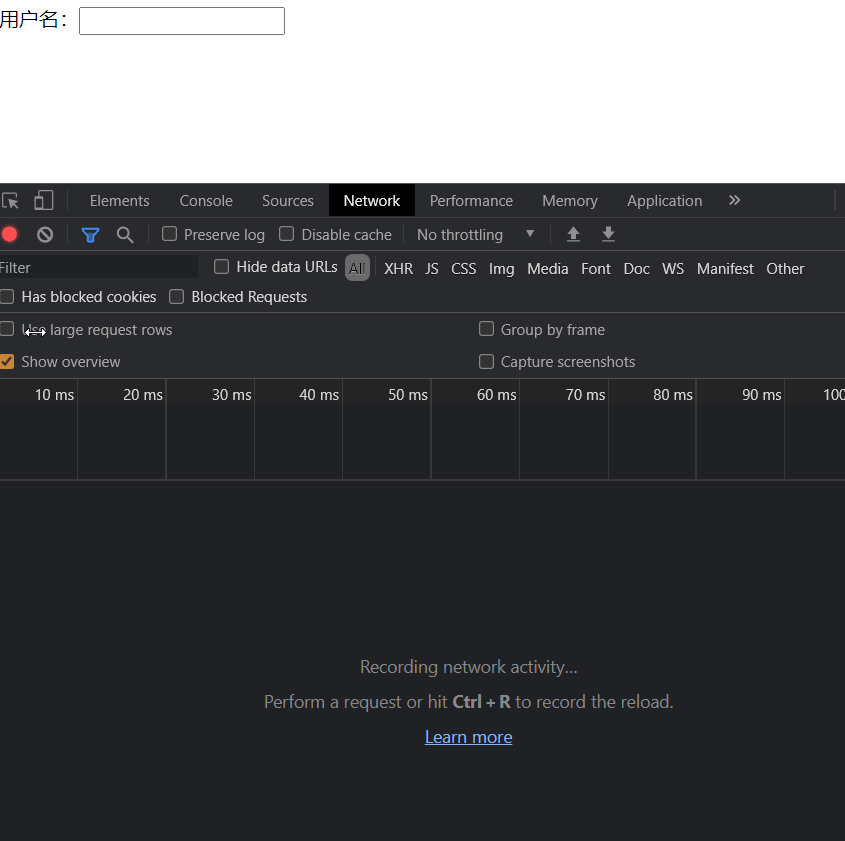 用户名：
Elements Console Sources Network Performance Memory Application »
Preserve log Disable cache No throttling
Filter Hide data URLs All XHR JS CSS Img Media Font Doc WS Manifest Other
Has blocked cookies Blocked Requests
Use large request rows Group by frame
Show overview Capture screenshots
10 ms 20 ms 30 ms 40 ms 50 ms 60 ms 70 ms 80 ms 90 ms 100
Recording network activity…
Perform a request or hit Ctrl + R to record the reload.
Learn more